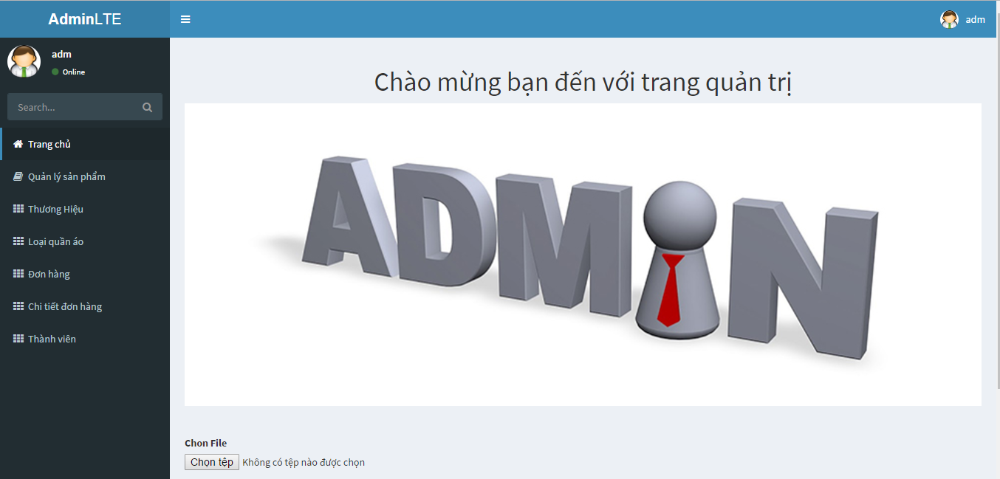 AdminLTE
adm
adm
Online
Search...
Trang chủ
Quản lý sản phẩm
Thương Hiệu
Loại quần áo
Đơn hàng
Chi tiết đơn hàng
Thành viên
Chào mừng bạn đến với trang quản trị
ADMIN
Chon File
Chọn tệp Không có tệp nào được chọn